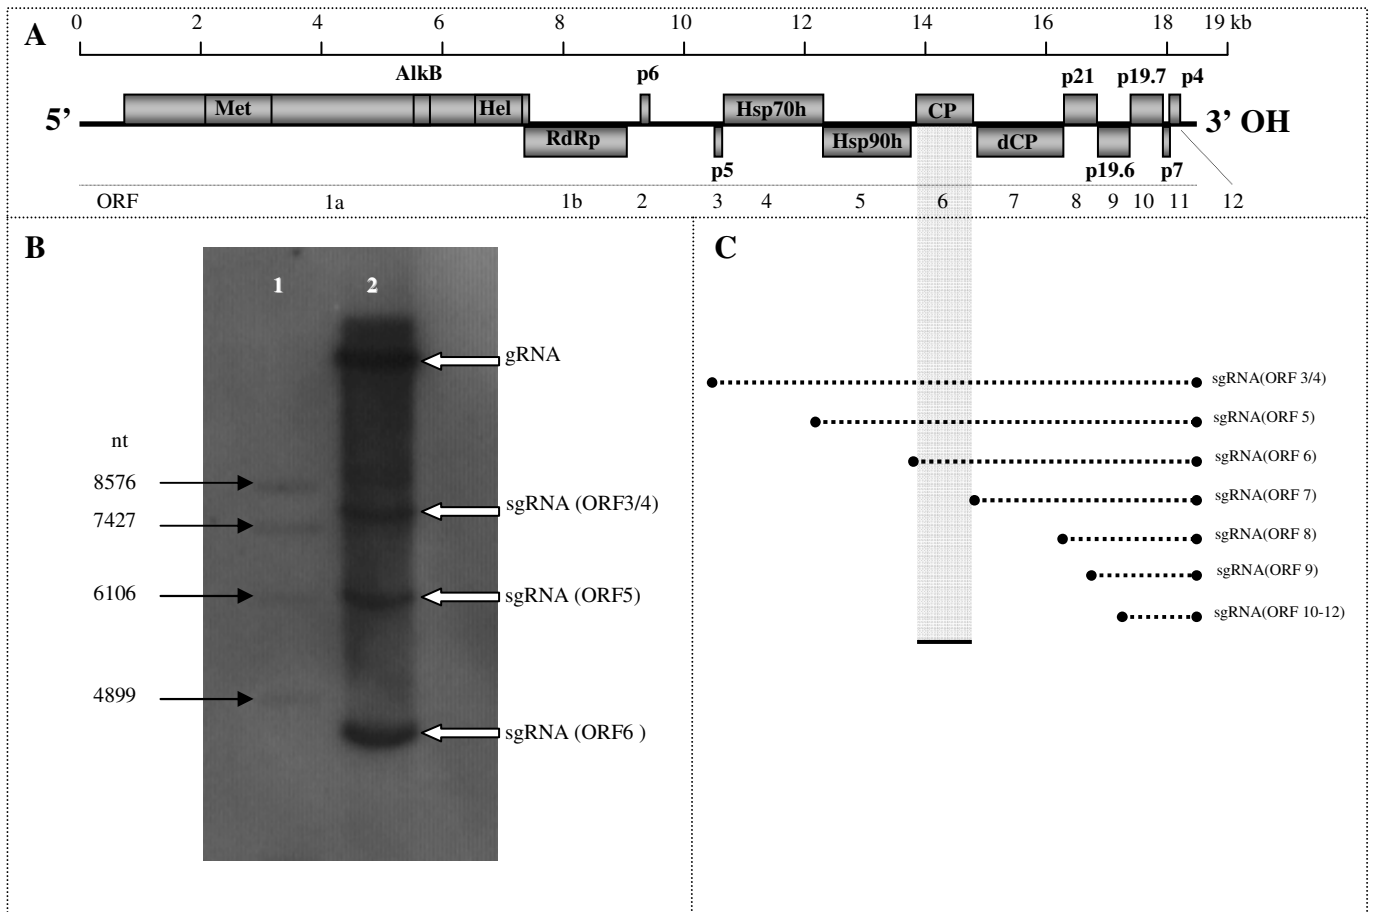 A
0 2 4 6 8 10 12 14 16 18 19 kb
AlkB p6 p21 p19.7 p4
5’ Met Hel Hsp70h CP 3’ OH
RdRp Hsp90h dCP
p5 p19.6 p7
ORF 1a 1b 2 3 4 5 6 7 8 9 10 11 12
B
1 2
gRNA
nt
8576
sgRNA (ORF3/4)
7427
6106
sgRNA (ORF5)
4899
sgRNA (ORF6 )
C
sgRNA(ORF 3/4)
sgRNA(ORF 5)
sgRNA(ORF 6)
sgRNA(ORF 7)
sgRNA(ORF 8)
sgRNA(ORF 9)
sgRNA(ORF 10-12)